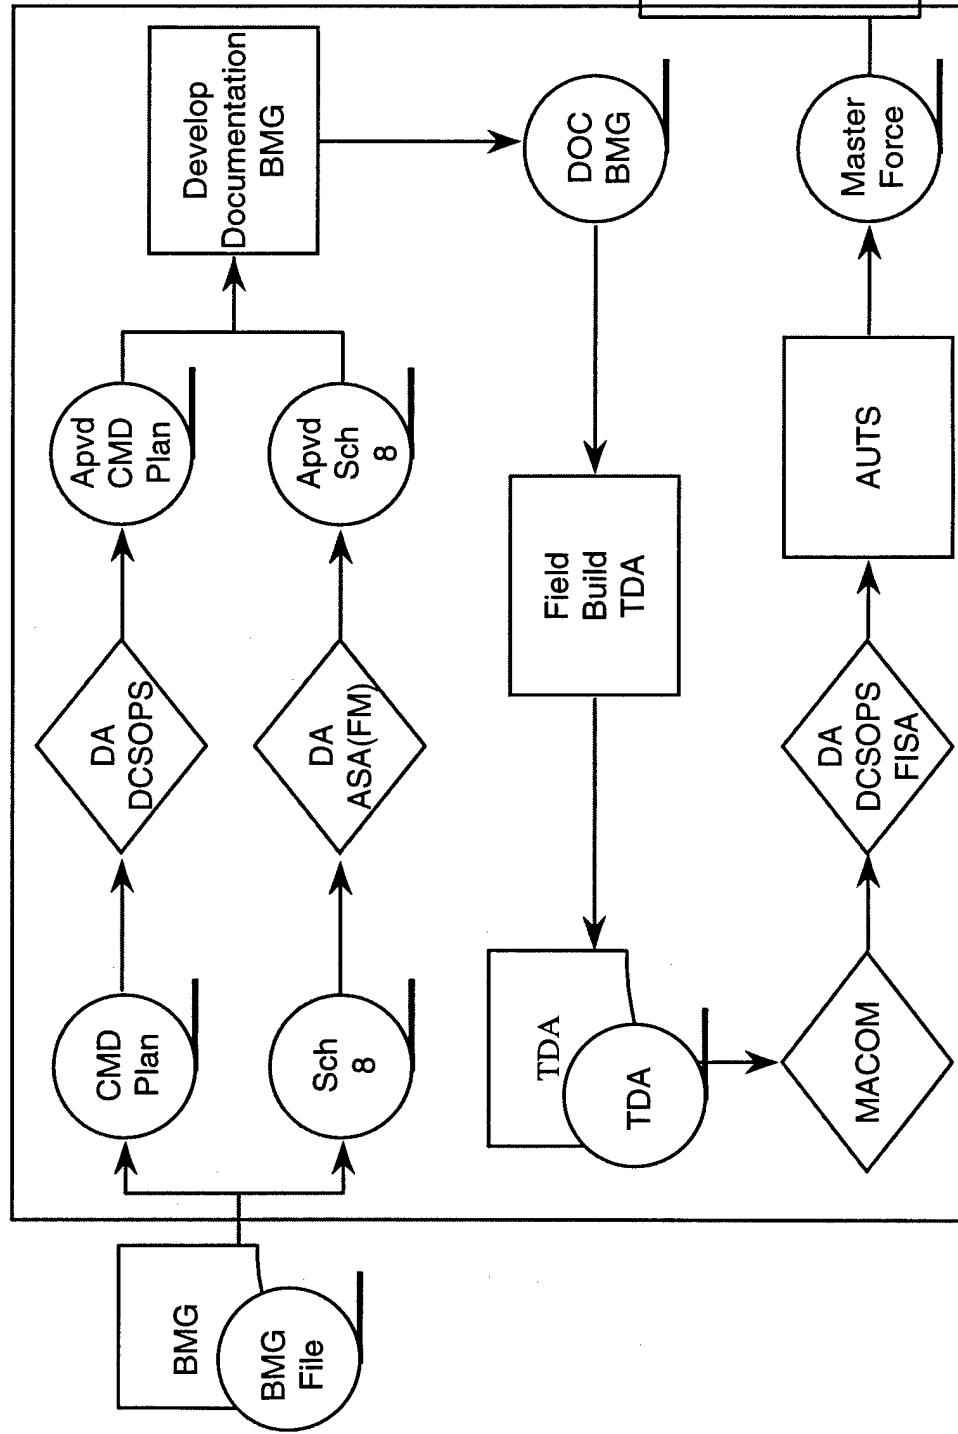 BMG
BMG
File
CMD
Plan
DA
DCSOPS
Apvd
CMD
Plan
Sch
8
DA
ASA(FM)
Apvd
Sch
8
Develop
Documentation
BMG
DOC
BMG
Field
Build
TDA
TDA
TDA
MACOM
DA
DCSOPS
FISA
AUTS
Master
Force